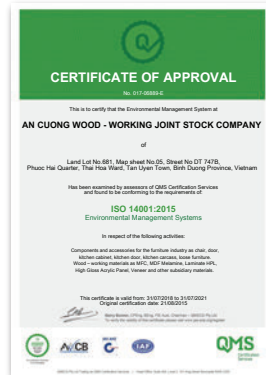 CERTIFICATE OF APPROVAL
This is to certify that the Environmental Management System at
AN CUONG WOOD - WORKING JOINT STOCK COMPANY
of
Land Lot No.681, Map sheet No.05, Street No DT 747B,
Phuoc Hai Quarter, Thai Hoa Ward, Tan Uyen Town, Binh Duong Province, Vietnam
Has been examined by assessors of QMS Certification Services
and found to be conforming to the requirements of:
ISO 14001:2015
Environmental Management Systems
In respect of the following activities:
Components and accessories for the furniture industry as chair, door,
kitchen cabinet, kitchen door, kitchen carcass, loose furniture.
Wood – working materials as MFC, MDF Melamine, Laminate HPL,
High Gloss Acrylic Panel, Veneer and other subsidiary materials.
This certificate is valid from: 31/07/2018 to 31/07/2021
Original certification date: 21/08/2015
IAF
QMS